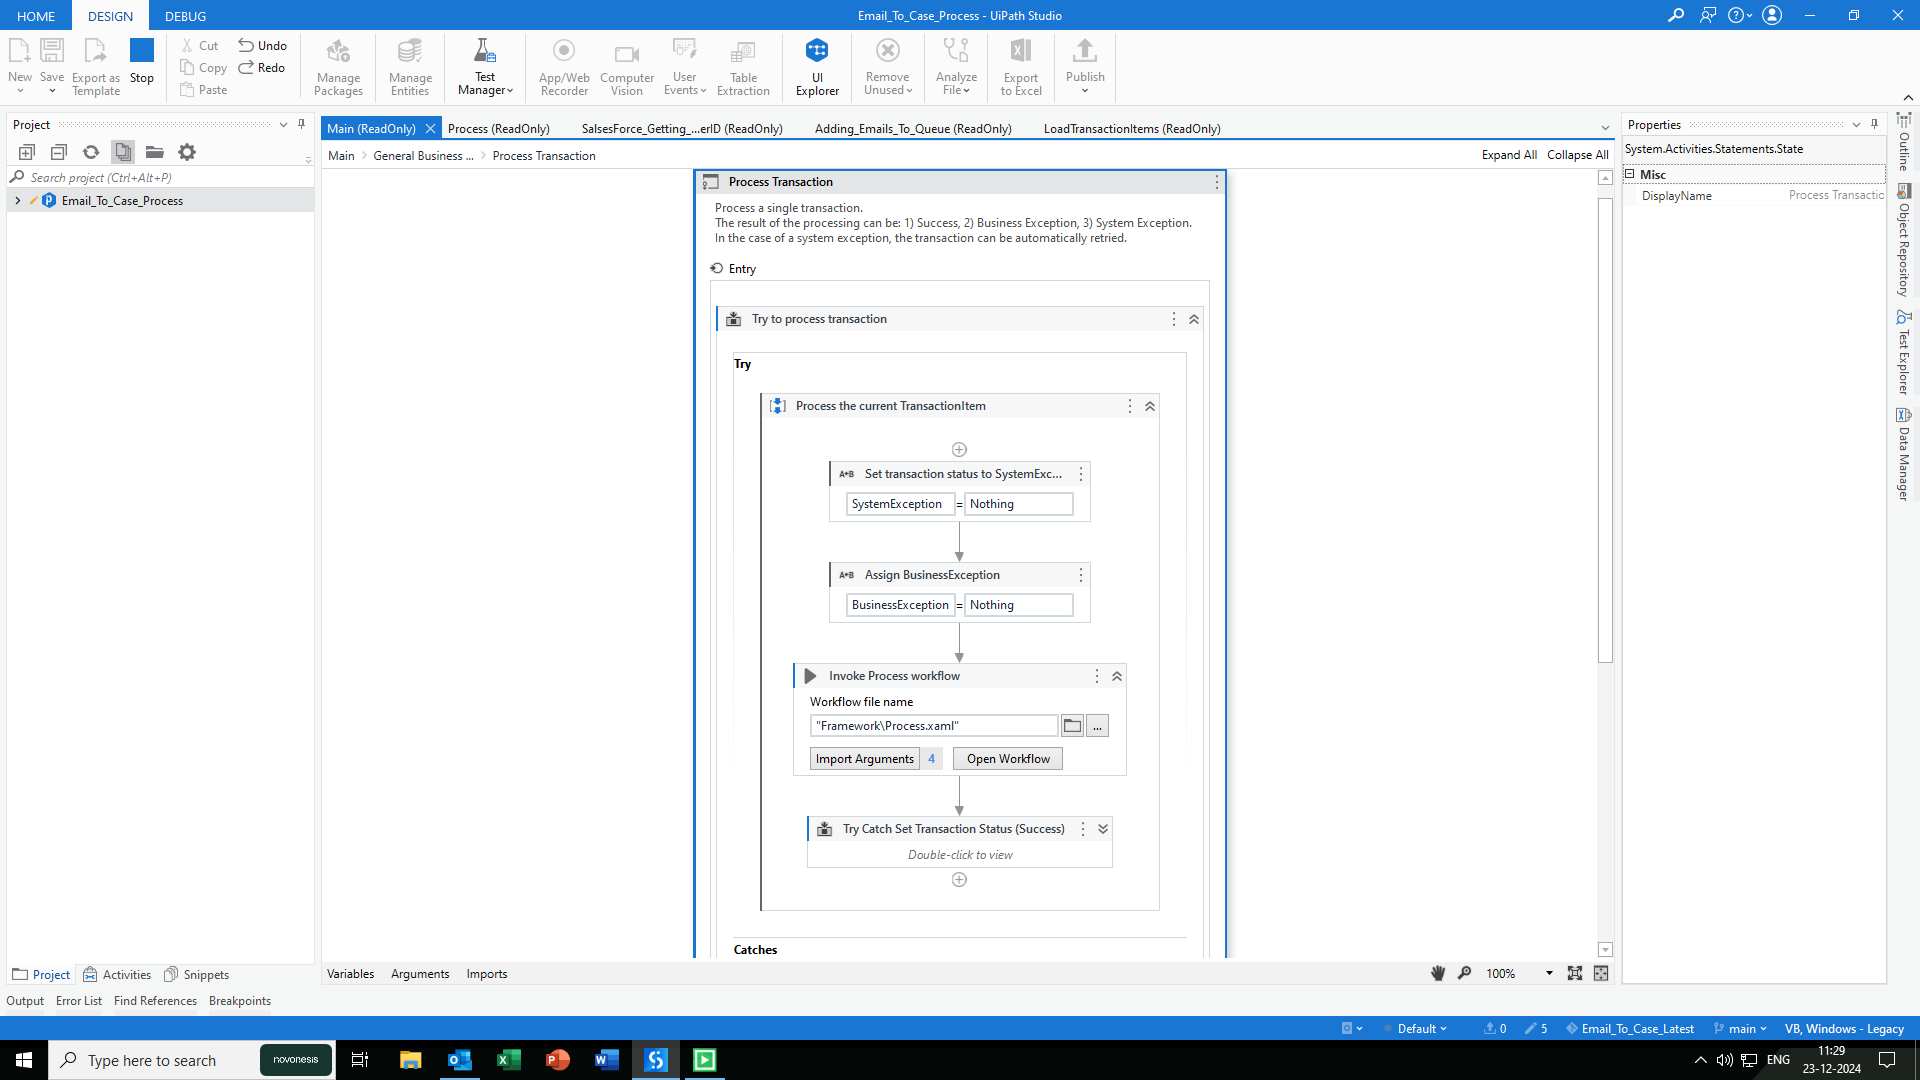 HOME
DESIGN
DEBUG
Email_To_Case_Process - UiPath Studio
New
Save
Export as
Template
Stop
Cut
Copy
Paste
Undo
Redo
Manage
Packages
Manage
Entities
Test
Manager
App/Web
Recorder
Computer
Vision
User
Events
Table
Extraction
UI
Explorer
Remove
Unused
Analyze
File
Export
to Excel
Publish
Project
Search project (Ctrl+Alt+P)
Email_To_Case_Process
Main (ReadOnly)
Process (ReadOnly)
SalsesForce_Getting_...erID (ReadOnly)
Adding_Emails_To_Queue (ReadOnly)
LoadTransactionItems (ReadOnly)
Main
General Business ...
Process Transaction
Expand All
Collapse All
Process Transaction
Process a single transaction.
The result of the processing can be: 1) Success, 2) Business Exception, 3) System Exception.
In the case of a system exception, the transaction can be automatically retried.
Entry
Try to process transaction
Try
Process the current TransactionItem
A+B Set transaction status to SystemExc...
SystemException = Nothing
A+B Assign BusinessException
BusinessException = Nothing
Invoke Process workflow
Workflow file name
"Framework\Process.xaml"
...
Import Arguments 4
Open Workflow
Try Catch Set Transaction Status (Success)
Double-click to view
Catches
Properties
System.Activities.Statements.State
Misc
DisplayName
Process Transactio
Outline
Object Repository
Test Explorer
Data Manager
Project
Activities
Snippets
Variables
Arguments
Imports
100%
Output
Error List
Find References
Breakpoints
Default
0
5
Email_To_Case_Latest
main
VB, Windows - Legacy
Type here to search
novonesis
ENG
11:29
23-12-2024